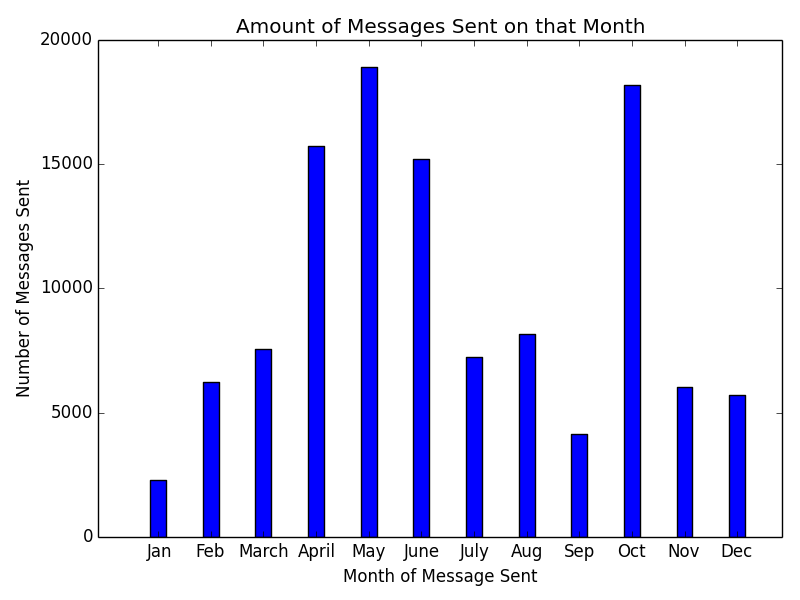 Amount of Messages Sent on that Month
20000
15000
10000
5000
0
Number of Messages Sent
Jan Feb March April May June July Aug Sep Oct Nov Dec
Month of Message Sent